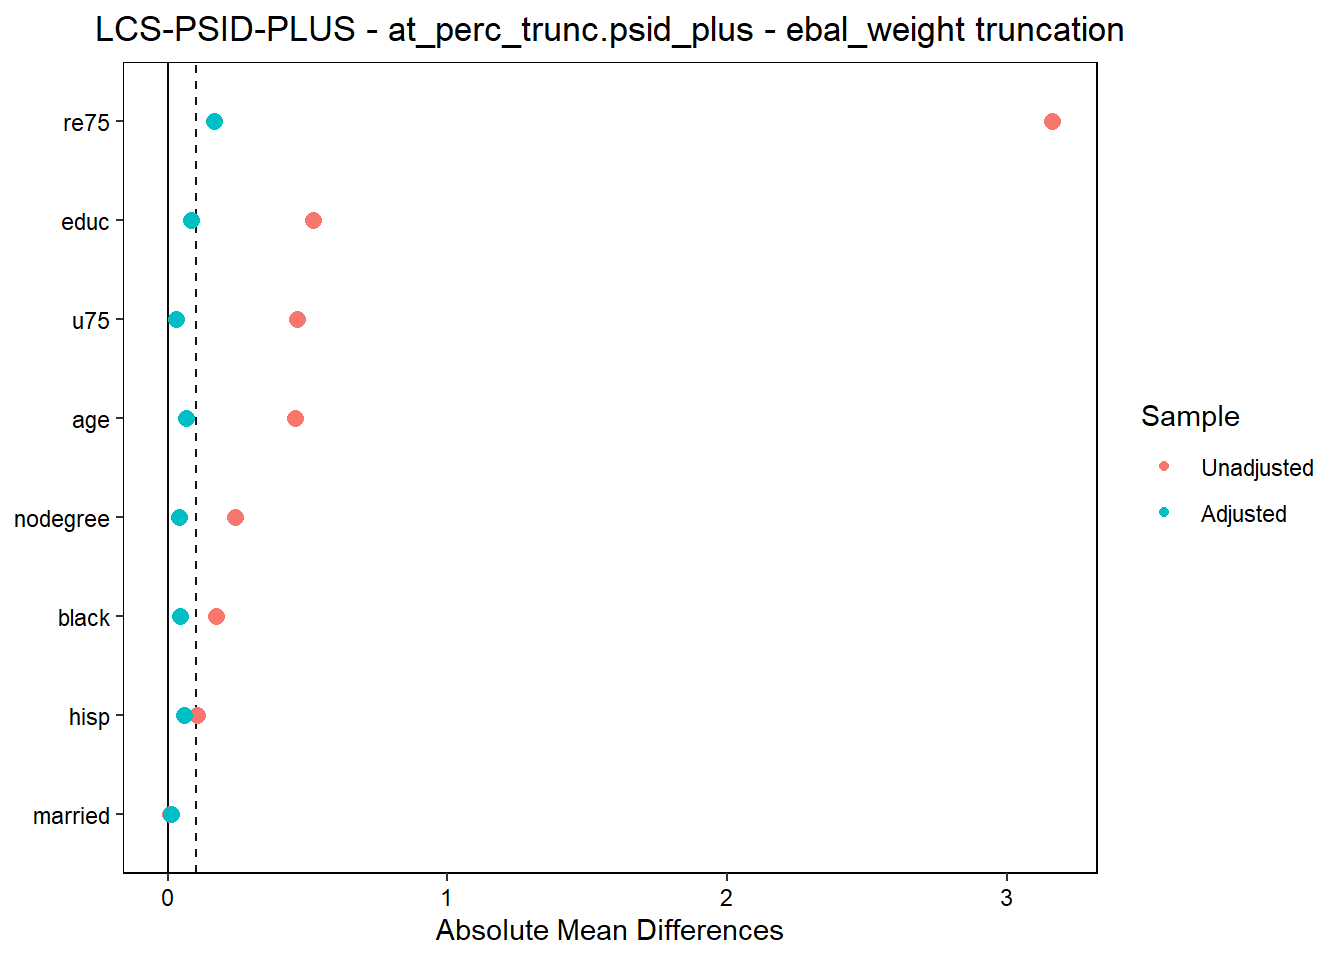 LCS-PSID-PLUS - at_perc_trunc.psid_plus - ebal_weight truncation
re75
educ
u75
age
nodegree
black
hisp
married
0 1 2 3
Absolute Mean Differences
Sample
Unadjusted
Adjusted